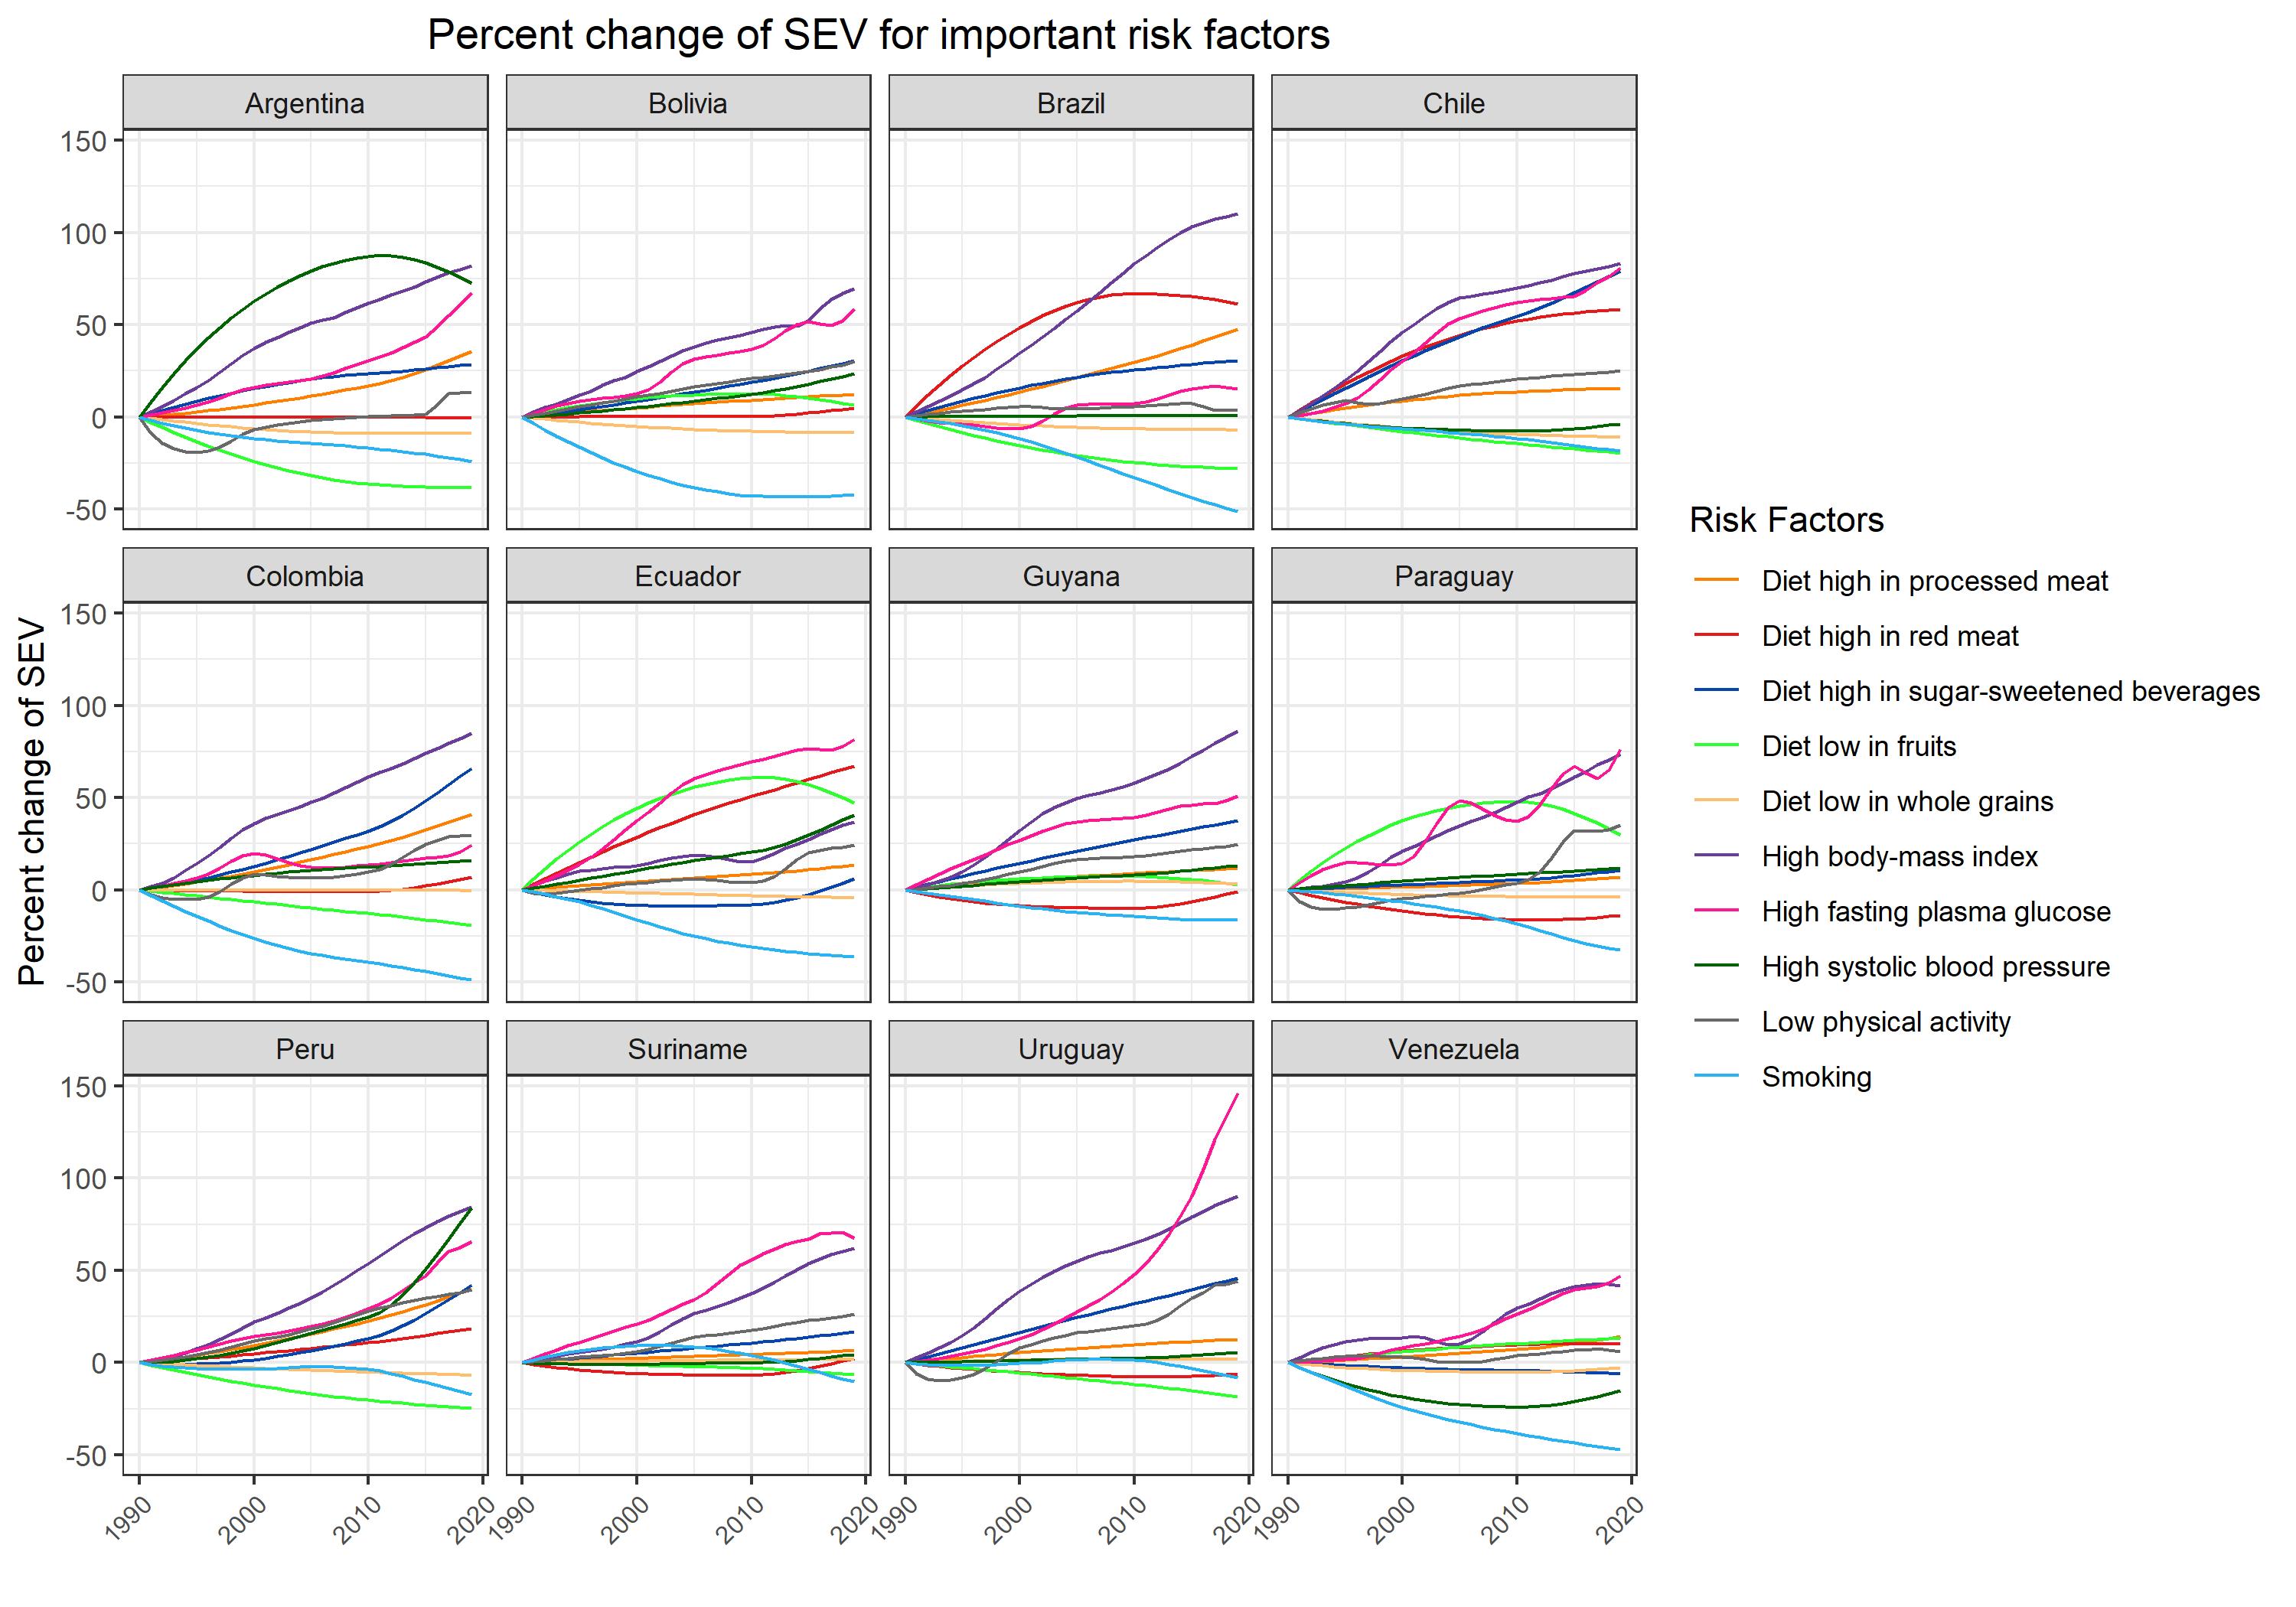 Percent change of SEV for important risk factors
Argentina Bolivia Brazil Chile
150
100
50
0
-50
Colombia Ecuador Guyana Paraguay
150
100
50
0
-50
Peru Suriname Uruguay Venezuela
150
100
50
0
-50
1990 2000 2010 2020 1990 2000 2010 2020 1990 2000 2010 2020 1990 2000 2010 2020
Percent change of SEV
Risk Factors
Diet high in processed meat
Diet high in red meat
Diet high in sugar-sweetened beverages
Diet low in fruits
Diet low in whole grains
High body-mass index
High fasting plasma glucose
High systolic blood pressure
Low physical activity
Smoking